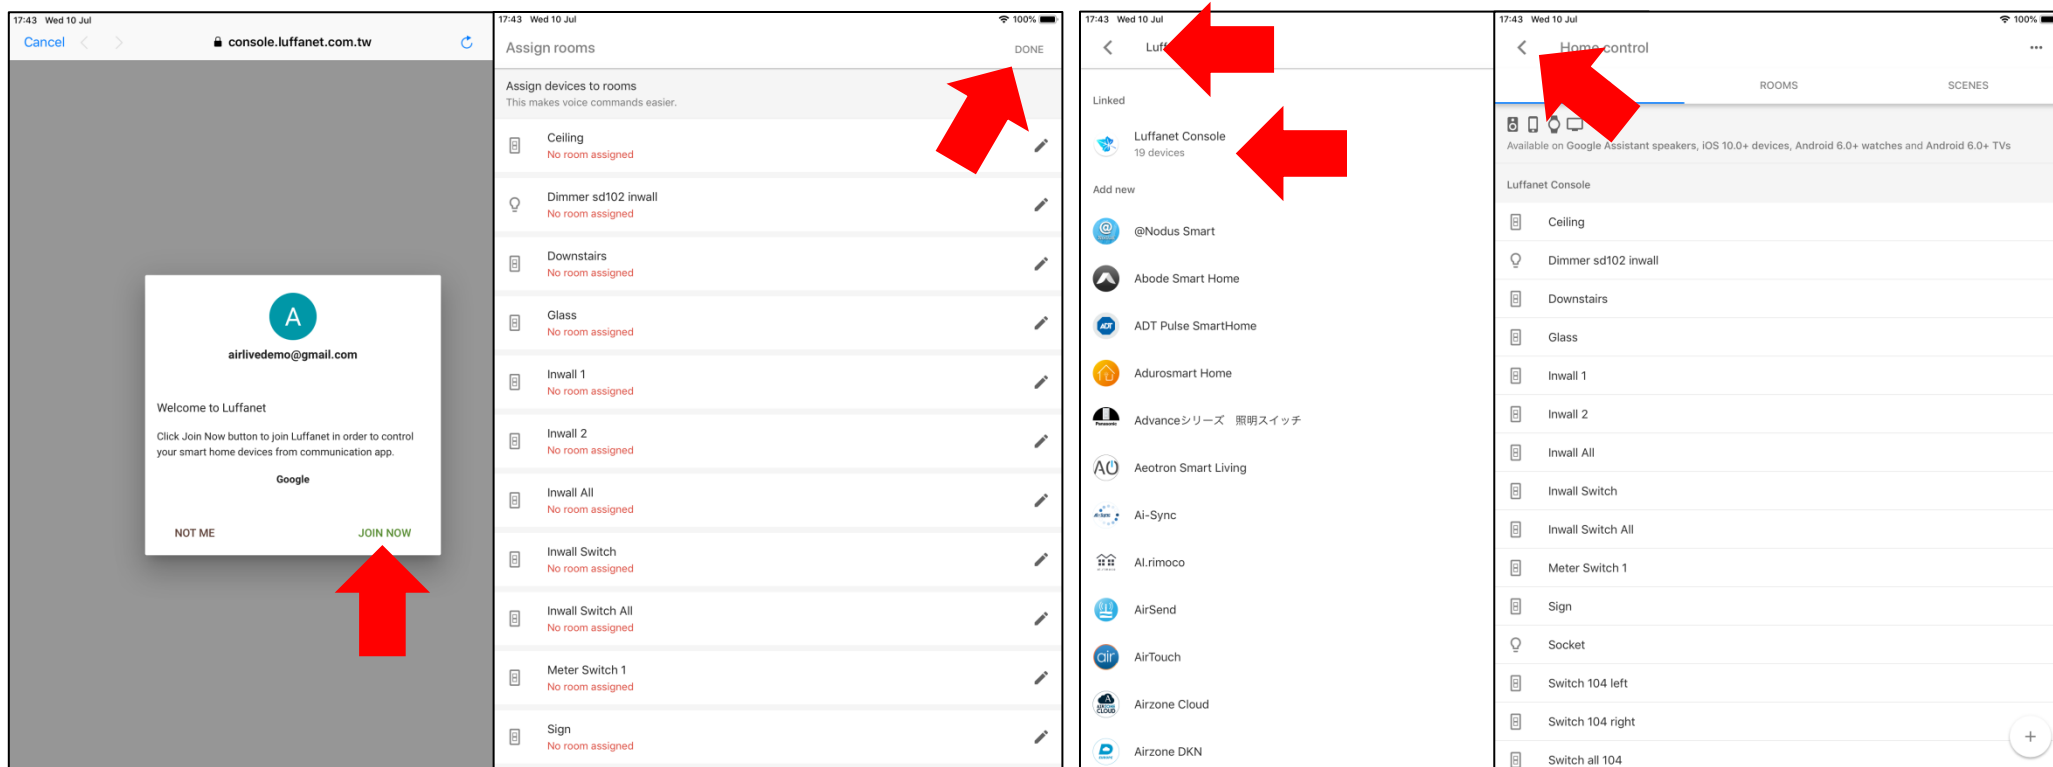 17:43 Wed 10 Jul
Cancel
console.luffanet.com.tw
A
airlivedemo@gmail.com
Welcome to Luffanet
Click Join Now button to join Luffanet in order to control
your smart home devices from communication app.
Google
NOT ME
JOIN NOW
17:43 Wed 10 Jul
100%
Assign rooms
DONE
Assign devices to rooms
This makes voice commands easier.
Ceiling
No room assigned
Dimmer sd102 inwall
No room assigned
Downstairs
No room assigned
Glass
No room assigned
Inwall 1
No room assigned
Inwall 2
No room assigned
Inwall All
No room assigned
Inwall Switch
No room assigned
Inwall Switch All
No room assigned
Meter Switch 1
No room assigned
Sign
No room assigned
17:43 Wed 10 Jul
Linked
Luffanet Console
19 devices
Add new
@Nodus Smart
Abode Smart Home
ADT
ADT Pulse SmartHome
Adurosmart Home
Panasonic
Advanceシリーズ 照明スイッチ
Aeotron Smart Living
Ai-Sync
AI.rimoco
AirSend
air
AirTouch
Airzone Cloud
Airzone DKN
17:43 Wed 10 Jul
100%
Home control
ROOMS
SCENES
Available on Google Assistant speakers, iOS 10.0+ devices, Android 6.0+ watches and Android 6.0+ TVs
Luffanet Console
Ceiling
Dimmer sd102 inwall
Downstairs
Glass
Inwall 1
Inwall 2
Inwall All
Inwall Switch
Inwall Switch All
Meter Switch 1
Sign
Socket
Switch 104 left
Switch 104 right
Switch all 104